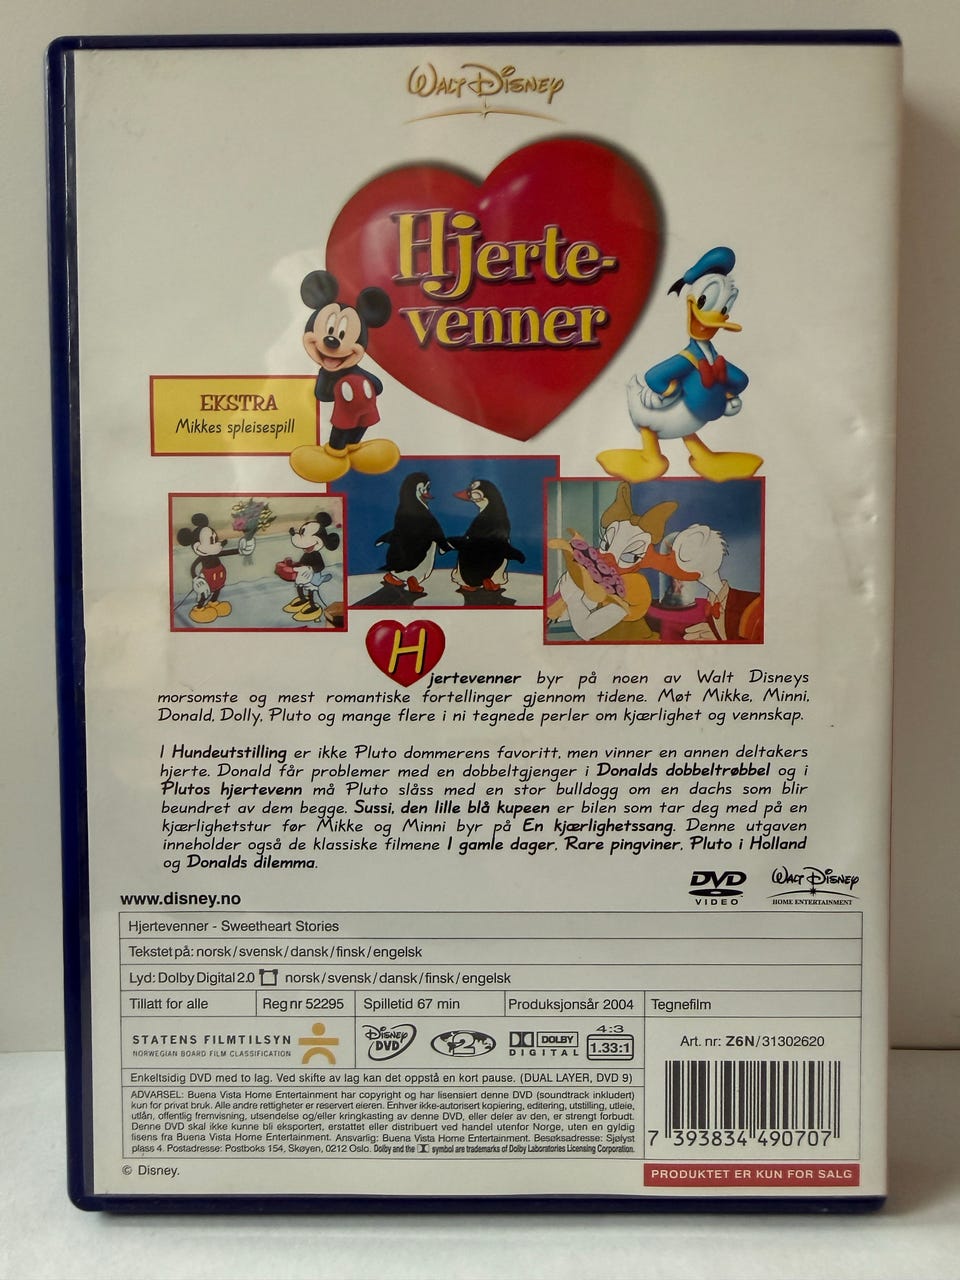 WALT DISNEY
Hjerte-
venner
EKSTRA
Mikkes spleisespill
Hjertevenner byr på noen av Walt Disneys
morsomste og mest romantiske fortellinger gjennom tidene. Møt Mikke, Minni,
Donald, Dolly, Pluto og mange flere i ni tegnede perler om kjærlighet og vennskap.
I Hundeutstilling er ikke Pluto dommerens favoritt, men vinner en annen deltakers
hjerte. Donald får problemer med en dobbeltgjenger i Donalds dobbeltrøbbel og i
Plutos hjertevenn må Pluto slåss med en stor bulldogg om en dachs som blir
beundret av dem begge. Sussi, den lille blå kupeen er bilen som tar deg med på en
kjærlighetstur før Mikke og Minni byr på En kjærlighetssang. Denne utgaven
inneholder også de klassiske filmene I gamle dager, Rare pingviner, Pluto i Holland
og Donalds dilemma.
www.disney.no
DVD
VIDEO
WALT DISNEY
HOME ENTERTAINMENT
Hjertevenner - Sweetheart Stories
Tekstet på: norsk/svensk/dansk/finsk/engelsk
Lyd: Dolby Digital 2.0 norsk/svensk/dansk/finsk/engelsk
Tillatt for alle
Reg nr 52295
Spilletid 67 min
Produksjonsår 2004
Tegnefilm
STATENS FILMTILSYN
NORWEGIAN BOARD FILM CLASSIFICATION
Disney
DVD
2
DOLBY
DIGITAL
4:3
1.33:1
Art. nr: Z6N/31302620
Enkeltsidig DVD med to lag. Ved skifte av lag kan det oppstå en kort pause. (DUAL LAYER, DVD 9)
ADVARSEL: Buena Vista Home Entertainment har copyright og har lisensiert denne DVD (soundtrack inkludert)
kun for privat bruk. Alle andre rettigheter er reservert eieren. Enhver ikke-autorisert kopiering, editering, utstilling, utleie,
utlån, offentlig fremvisning, utsendelse og/eller kringkasting av denne DVD, eller deler av den, er strengt forbudt.
Denne DVD skal ikke kunne bli eksportert, erstattet eller distribuert ved handel utenfor Norge, uten en gyldig
lisens fra Buena Vista Home Entertainment. Ansvarlig: Buena Vista Home Entertainment. Besøksadresse: Sjølyst
plass 4. Postadresse: Postboks 154, Skøyen, 0212 Oslo. Dolby and the symbol are trademarks of Dolby Laboratories Licensing Corporation.
7 393834 490707
© Disney.
PRODUKTET ER KUN FOR SALG